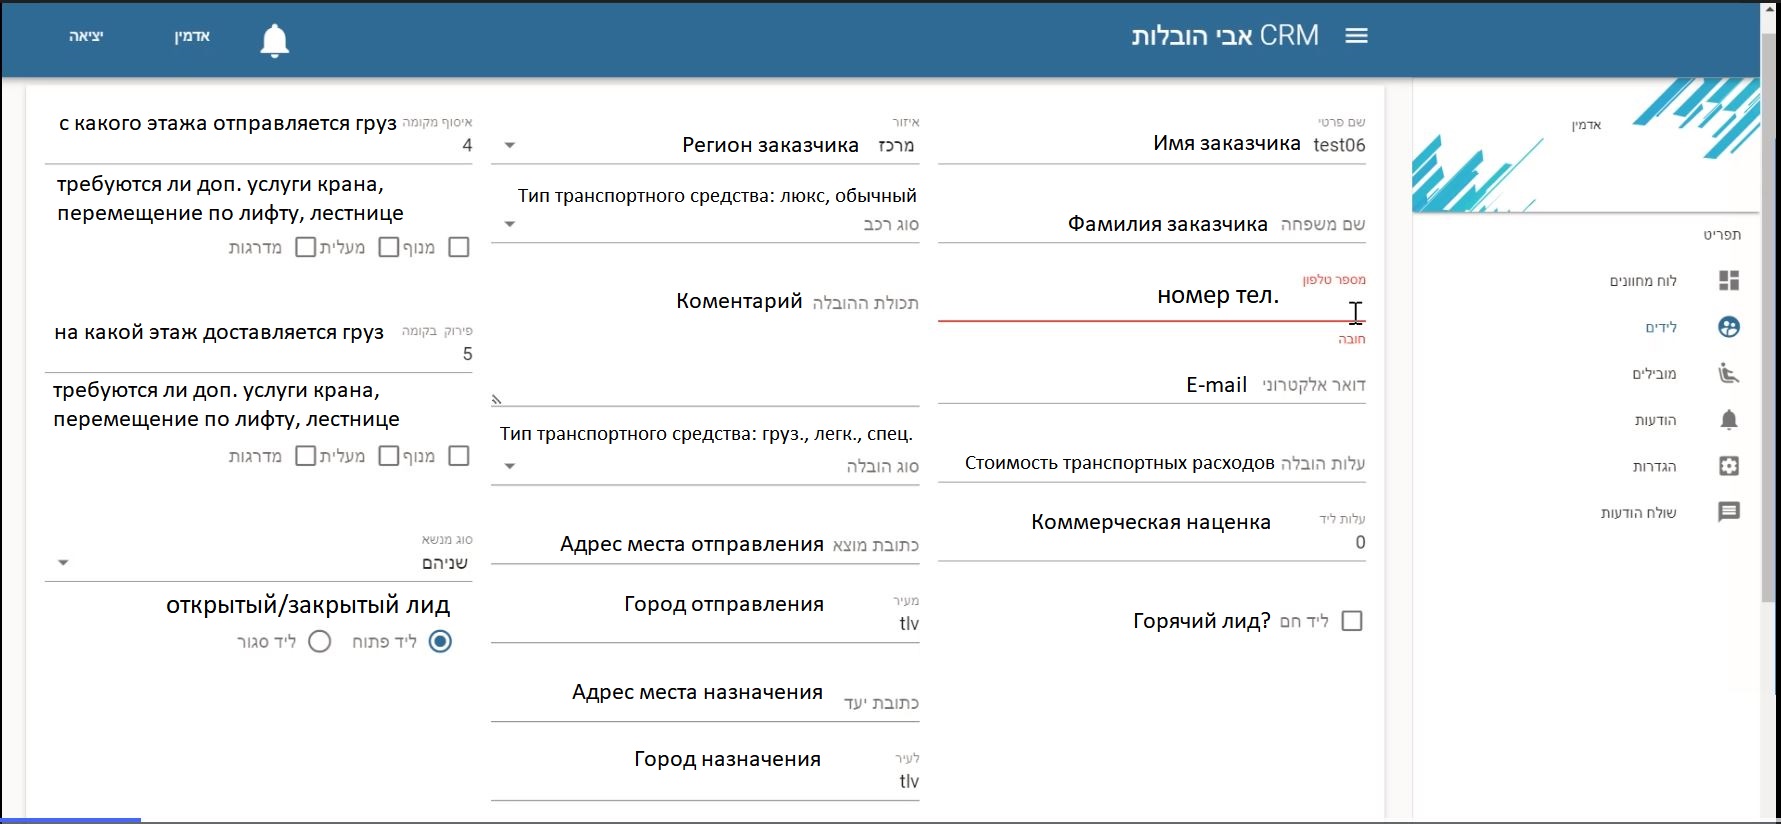 CRM אבי הובלות
אדמין
יציאה
אדמין
תפריט
לוח מחוונים
לידים
מובילים
הודעות
הגדרות
שולח הודעות
שם פרטי
Имя заказчика test06
Фамилия заказчика שם משפחה
מספר טלפון
номер тел.
חובה
E-mail דואר אלקטרוני
Стоимость транспортных расходов עלות הובלה
עלות ליד
Коммерческая наценка
0
Горячий лид? ליד חם
איזור
Регион заказчика מרכז
Тип транспортного средства: люкс, обычный
סוג רכב
Коментарий תכולת ההובלה
Тип транспортного средства: груз., легк., спец.
סוג הובלה
Адрес места отправления כתובת מוצא
מעיר
Город отправления
tlv
Адрес места назначения
כתובת יעד
לעיר
Город назначения
tlv
с какого этажа отправляется груз איסוף מקומה
4
требуются ли доп. услуги крана,
перемещение по лифту, лестнице
מנוף מעלית מדרגות
на какой этаж доставляется груз פירוק בקומה
5
требуются ли доп. услуги крана,
перемещение по лифту, лестнице
מנוף מעלית מדרגות
סוג מנשא
שניהם
открытый/закрытый лид
ליד פתוח ליד סגור